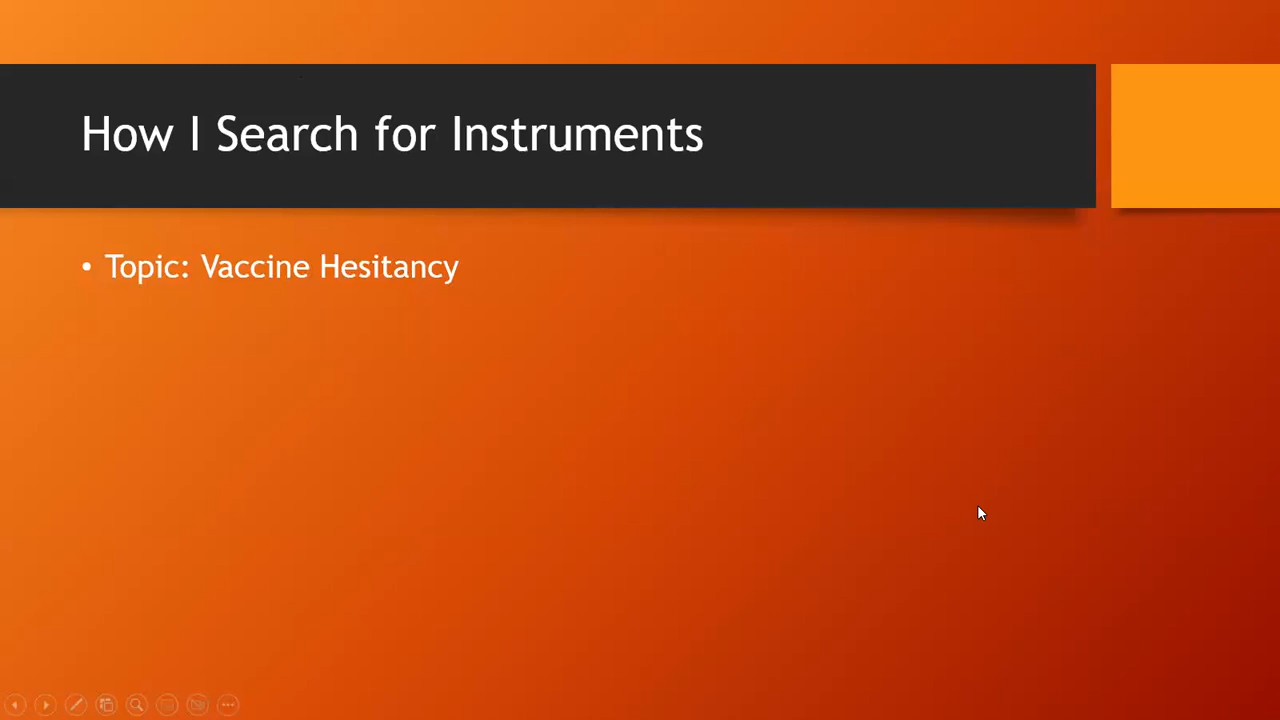 How I Search for Instruments
• Topic: Vaccine Hesitancy